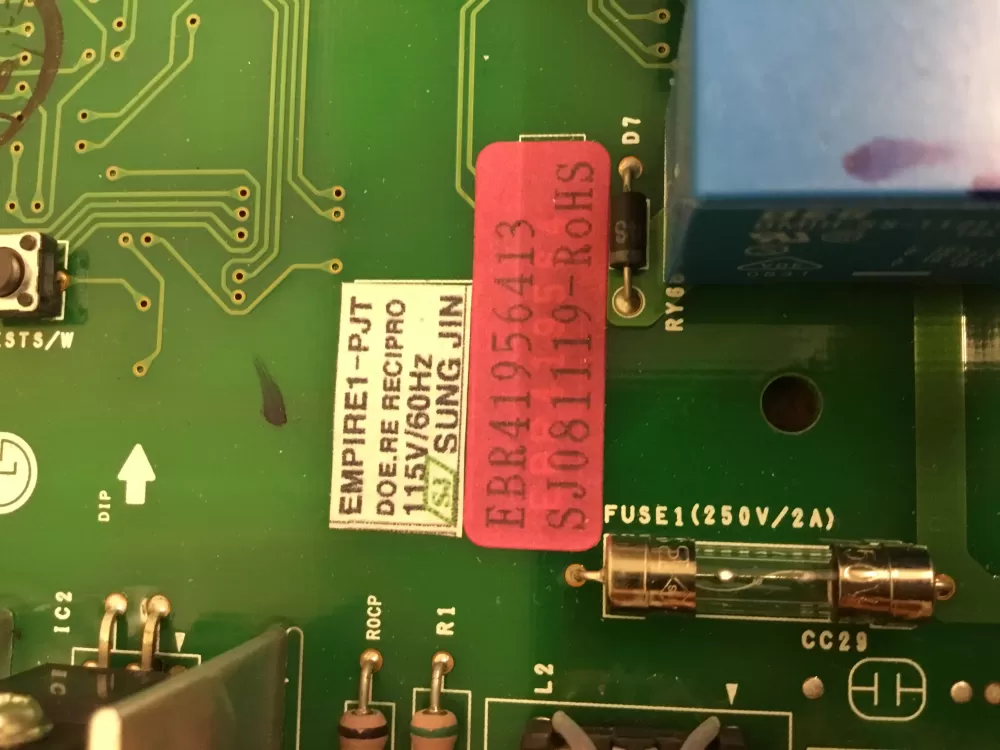 D7
EBR41956413
SJ081119-RoHS
EMPIRE1-PJT
DOE.RE RECIPRO
115V/60Hz
SJ SUNG JIN
STS/W
DIP
FUSE1(250V/2A)
CC29
IC2
ROCP
R1
L2